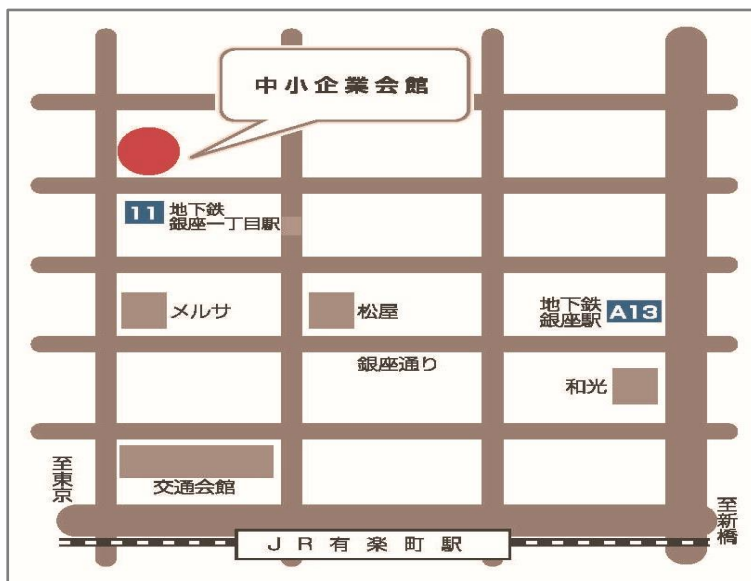 中小企業会館
11
地下鉄
銀座一丁目駅
メルサ
松屋
地下鉄
銀座駅
A13
銀座通り
和光
至東京
交通会館
至新橋
JR有楽町駅